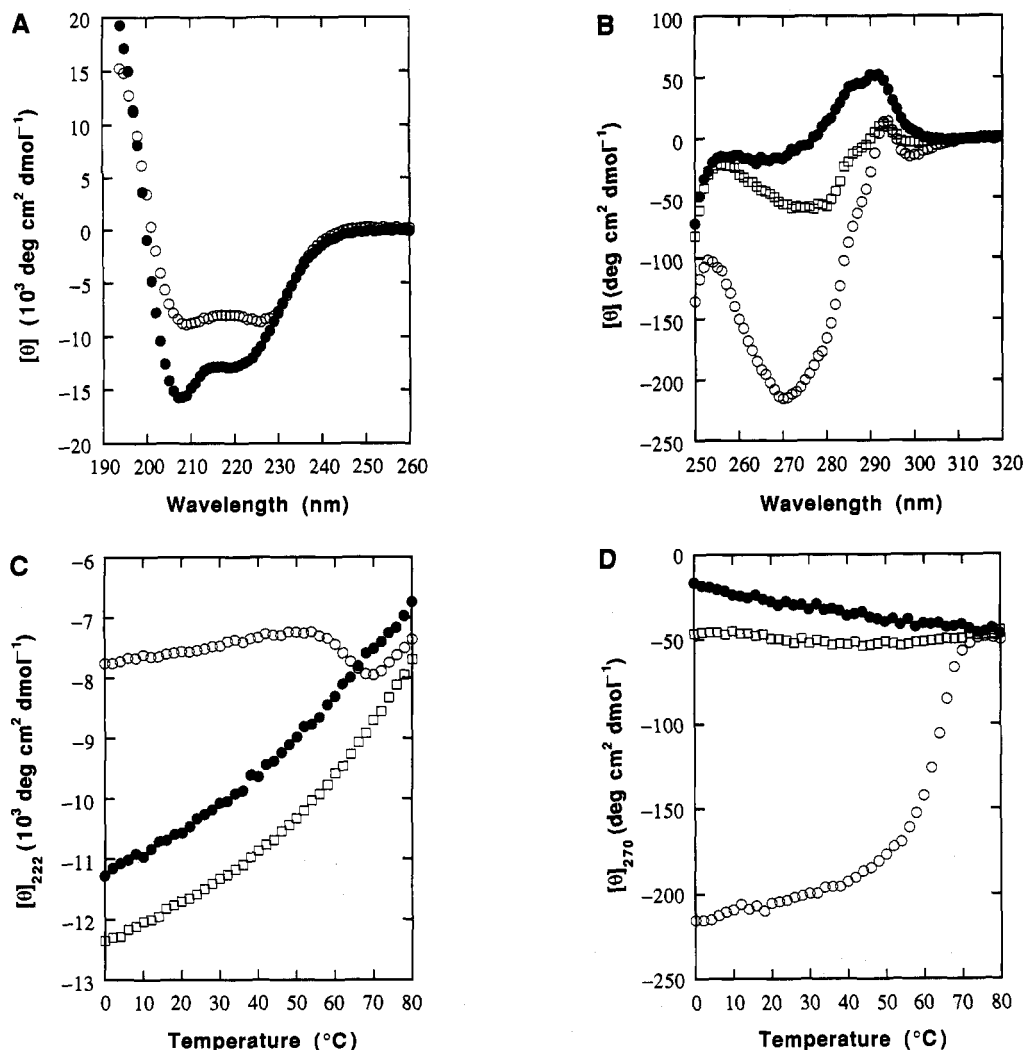 A
20
15
10
5
0
−5
−10
−15
−20
190 200 210 220 230 240 250 260
[θ] (10³ deg cm² dmol⁻¹)
Wavelength (nm)
B
100
50
0
−50
−100
−150
−200
−250
250 260 270 280 290 300 310 320
[θ] (deg cm² dmol⁻¹)
Wavelength (nm)
C
−6
−7
−8
−9
−10
−11
−12
−13
0 10 20 30 40 50 60 70 80
[θ]₂₂₂ (10³ deg cm² dmol⁻¹)
Temperature (°C)
D
0
−50
−100
−150
−200
−250
0 10 20 30 40 50 60 70 80
[θ]₂₇₀ (deg cm² dmol⁻¹)
Temperature (°C)